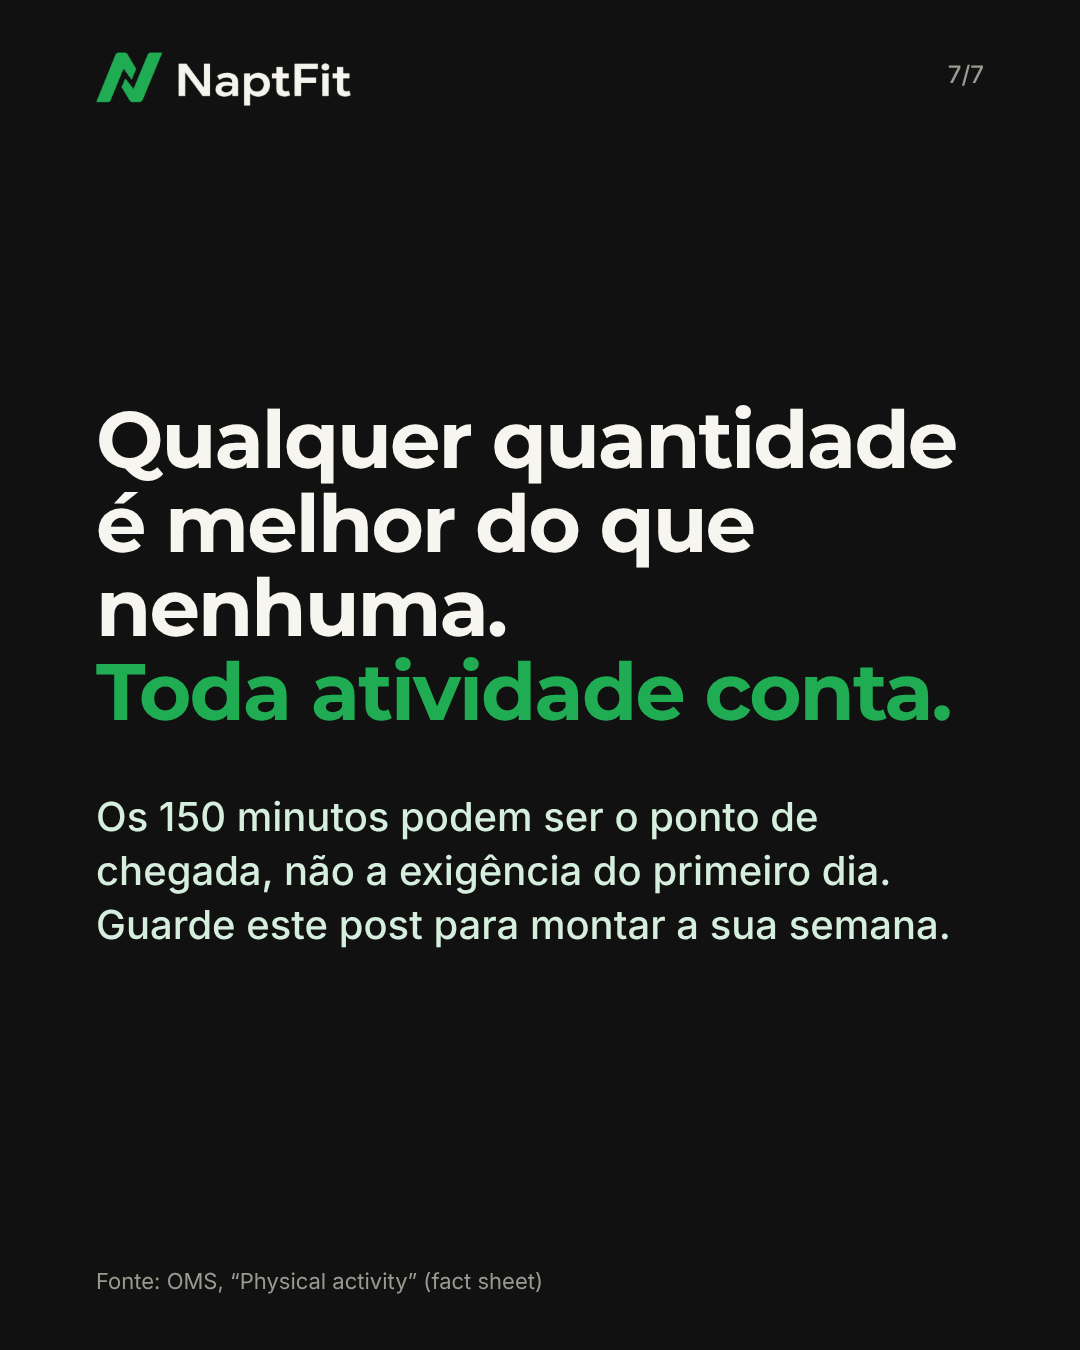 NaptFit
7/7
Qualquer quantidade
é melhor do que
nenhuma.
Toda atividade conta.
Os 150 minutos podem ser o ponto de
chegada, não a exigência do primeiro dia.
Guarde este post para montar a sua semana.
Fonte: OMS, “Physical activity” (fact sheet)